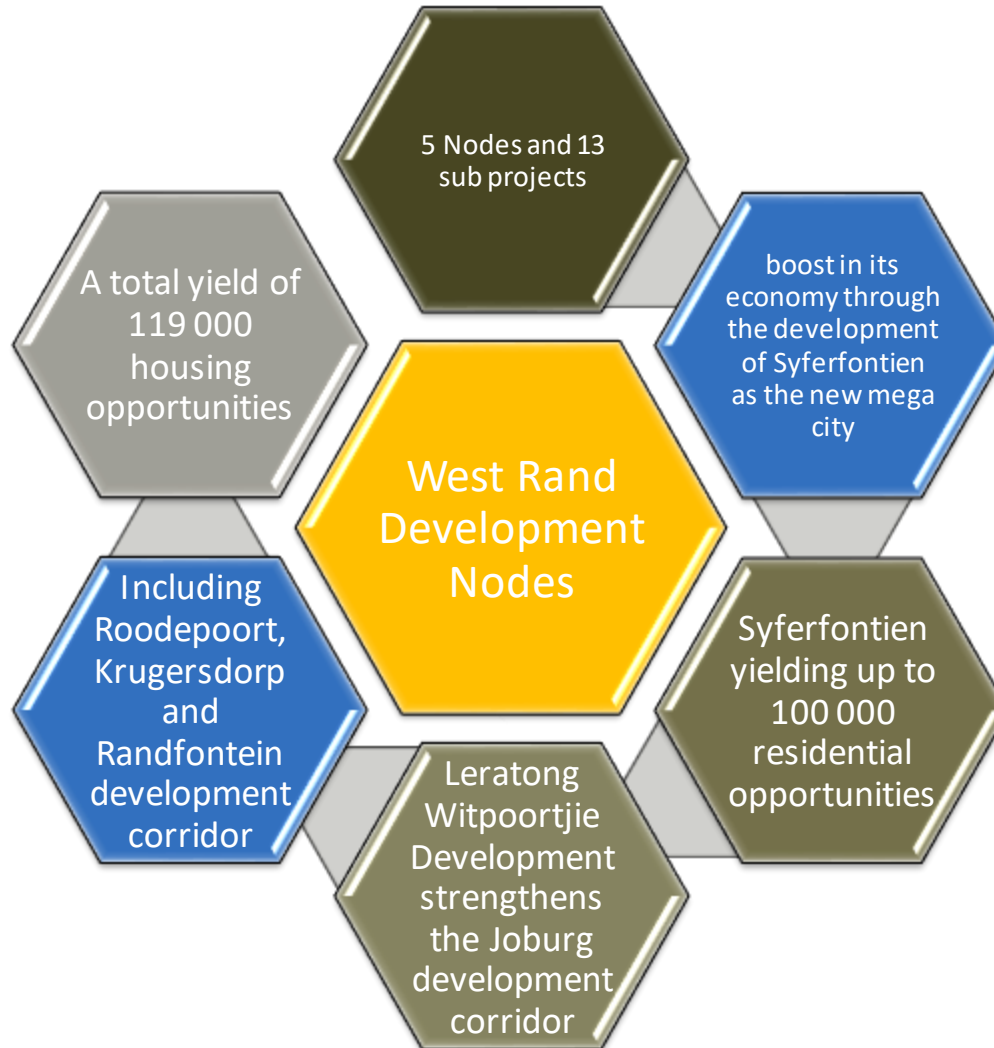 5 Nodes and 13
sub projects
boost in its
economy through
the development
of Syferfontien
as the new mega
city
Syferfontien
yielding up to
100 000
residential
opportunities
Leratong
Witpoortjie
Development
strengthens
the Joburg
development
corridor
Including
Roodepoort,
Krugersdorp
and
Randfontein
development
corridor
A total yield of
119 000
housing
opportunities
West Rand
Development
Nodes